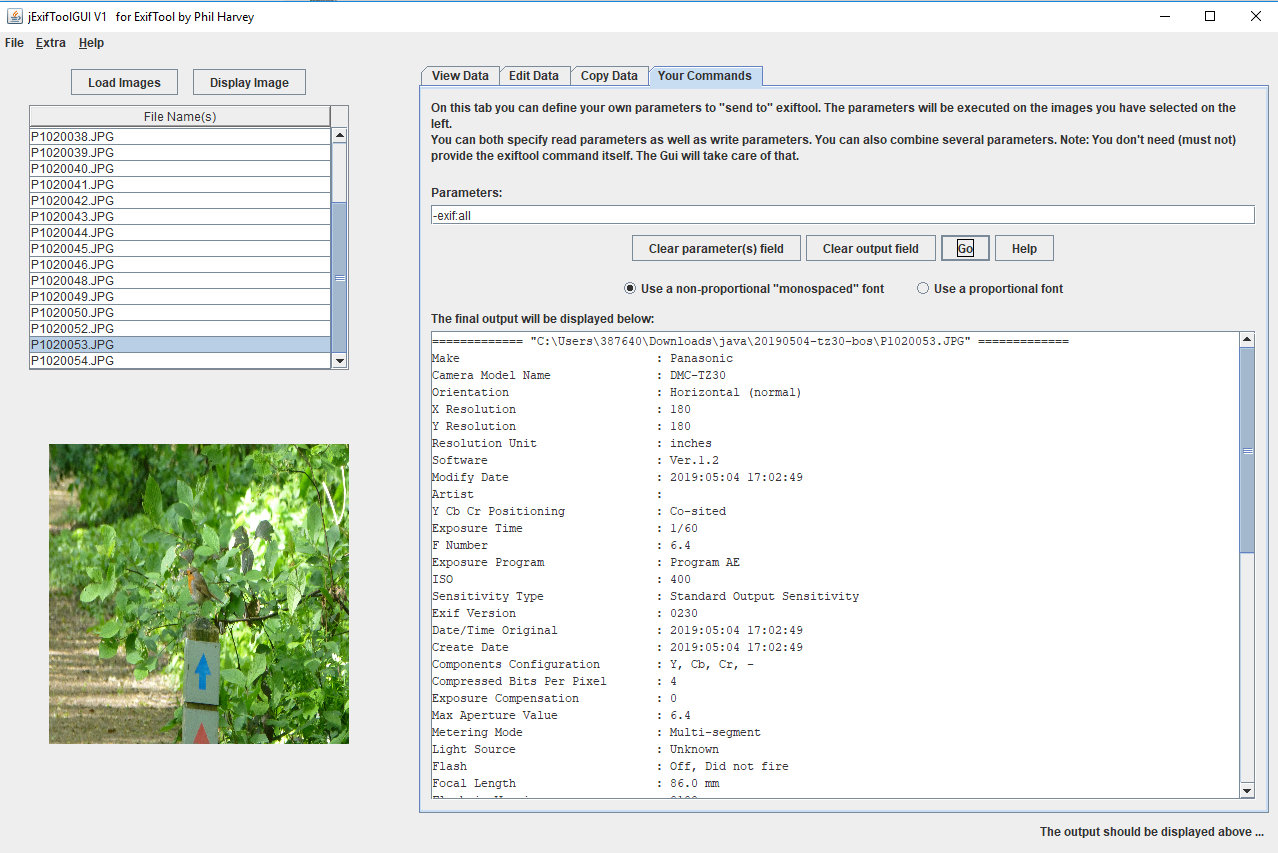 jExifToolGUI V1   for ExifTool by Phil Harvey
File Extra Help
Load Images Display Image
File Name(s)
P1020038.JPG
P1020039.JPG
P1020040.JPG
P1020041.JPG
P1020042.JPG
P1020043.JPG
P1020044.JPG
P1020045.JPG
P1020046.JPG
P1020048.JPG
P1020049.JPG
P1020050.JPG
P1020052.JPG
P1020053.JPG
P1020054.JPG
View Data Edit Data Copy Data Your Commands
On this tab you can define your own parameters to "send to" exiftool. The parameters will be executed on the images you have selected on the
left.
You can both specify read parameters as well as write parameters. You can also combine several parameters. Note: You don't need (must not)
provide the exiftool command itself. The Gui will take care of that.
Parameters:
-exif:all
Clear parameter(s) field Clear output field Go Help
Use a non-proportional "monospaced" font Use a proportional font
The final output will be displayed below:
============= "C:\Users\387640\Downloads\java\20190504-tz30-bos\P1020053.JPG" =============
Make : Panasonic
Camera Model Name : DMC-TZ30
Orientation : Horizontal (normal)
X Resolution : 180
Y Resolution : 180
Resolution Unit : inches
Software : Ver.1.2
Modify Date : 2019:05:04 17:02:49
Artist :
Y Cb Cr Positioning : Co-sited
Exposure Time : 1/60
F Number : 6.4
Exposure Program : Program AE
ISO : 400
Sensitivity Type : Standard Output Sensitivity
Exif Version : 0230
Date/Time Original : 2019:05:04 17:02:49
Create Date : 2019:05:04 17:02:49
Components Configuration : Y, Cb, Cr, -
Compressed Bits Per Pixel : 4
Exposure Compensation : 0
Max Aperture Value : 6.4
Metering Mode : Multi-segment
Light Source : Unknown
Flash : Off, Did not fire
Focal Length : 86.0 mm
The output should be displayed above ...